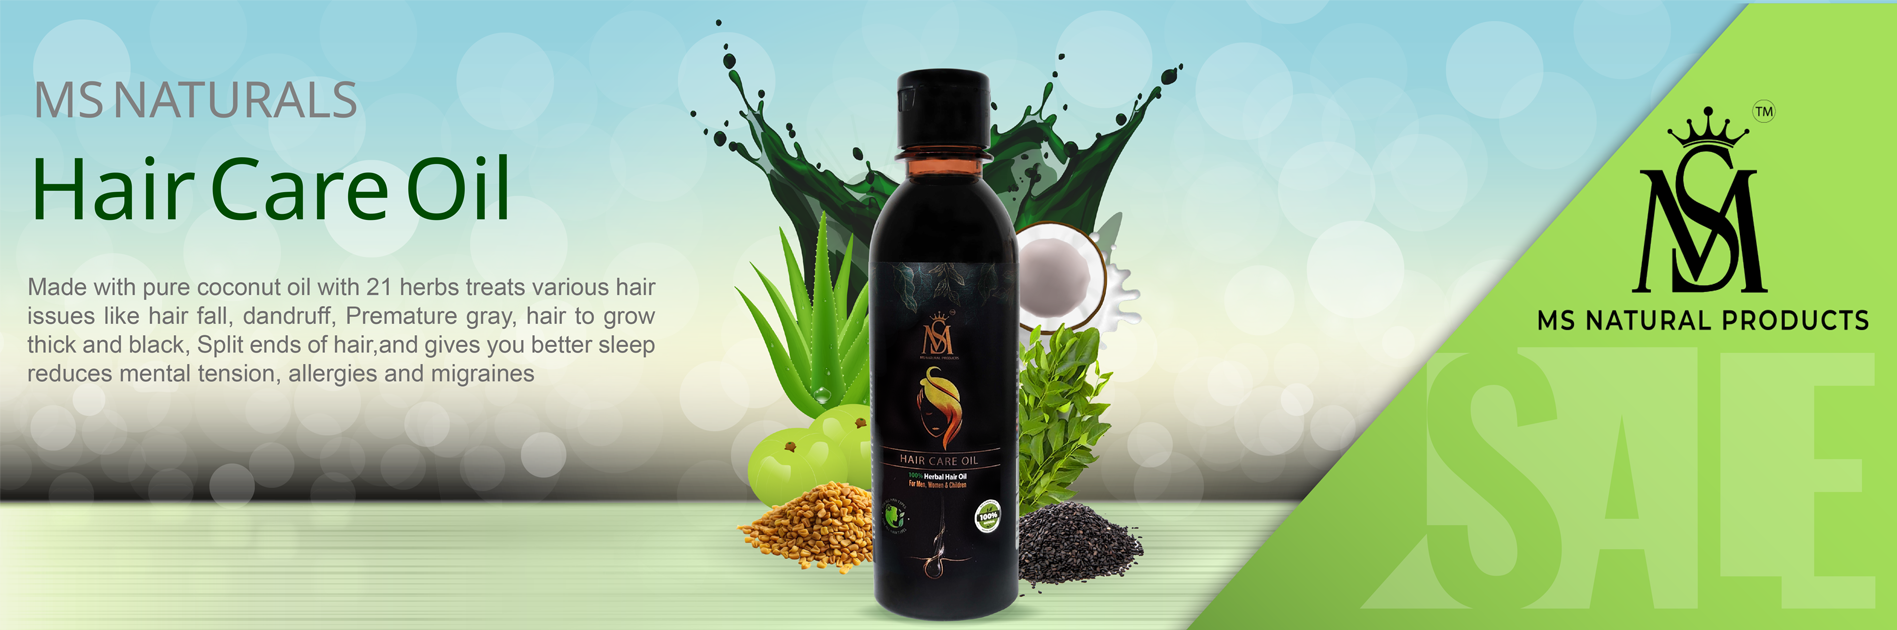 MS NATURALS
Hair Care Oil
Made with pure coconut oil with 21 herbs treats various hair
issues like hair fall, dandruff, Premature gray, hair to grow
thick and black, Split ends of hair,and gives you better sleep
reduces mental tension, allergies and migraines
MS
HAIR CARE OIL
100% Herbal Hair Oil
For Men, Women & Children
100%
TM
MS
MS NATURAL PRODUCTS
SALE